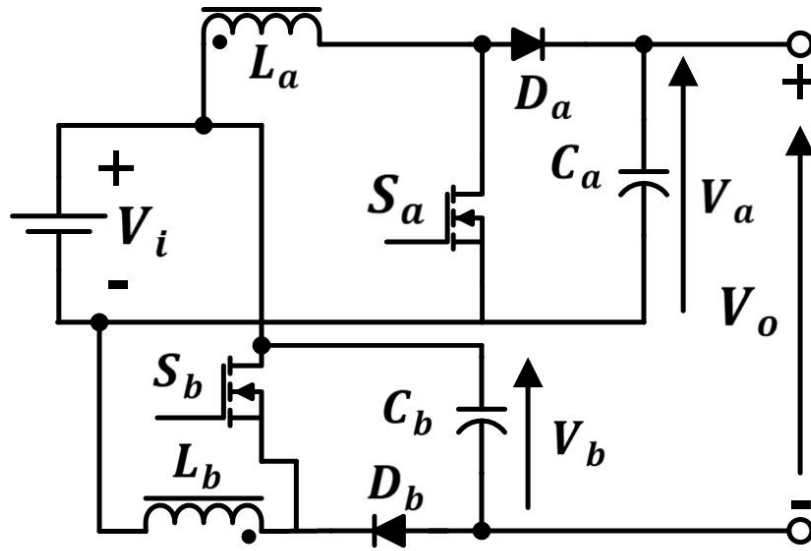 L_a
D_a
+
+
V_i
-
S_a
C_a
V_a
V_o
S_b
C_b
V_b
L_b
D_b
-